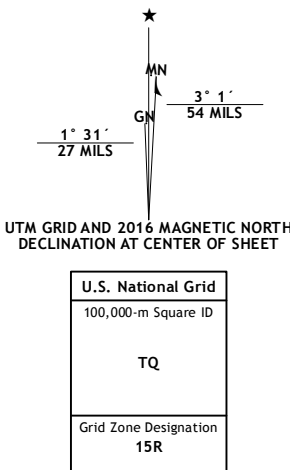 ★
MN
3° 1´
54 MILS
GN
1° 31´
27 MILS
UTM GRID AND 2016 MAGNETIC NORTH
DECLINATION AT CENTER OF SHEET
U.S. National Grid
100,000-m Square ID
TQ
Grid Zone Designation
15R